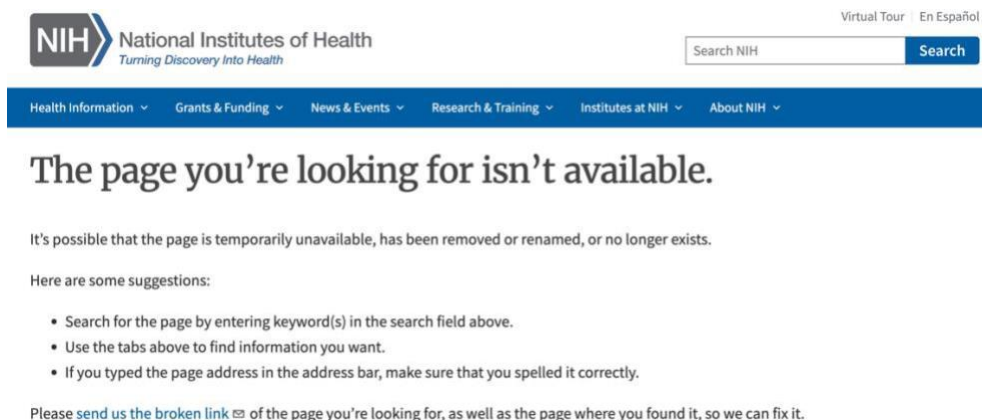 Virtual Tour En Español
NIH National Institutes of Health
Turning Discovery Into Health
Search NIH Search
Health Information Grants & Funding News & Events Research & Training Institutes at NIH About NIH
The page you’re looking for isn’t available.
It’s possible that the page is temporarily unavailable, has been removed or renamed, or no longer exists.
Here are some suggestions:
• Search for the page by entering keyword(s) in the search field above.
• Use the tabs above to find information you want.
• If you typed the page address in the address bar, make sure that you spelled it correctly.
Please send us the broken link of the page you’re looking for, as well as the page where you found it, so we can fix it.